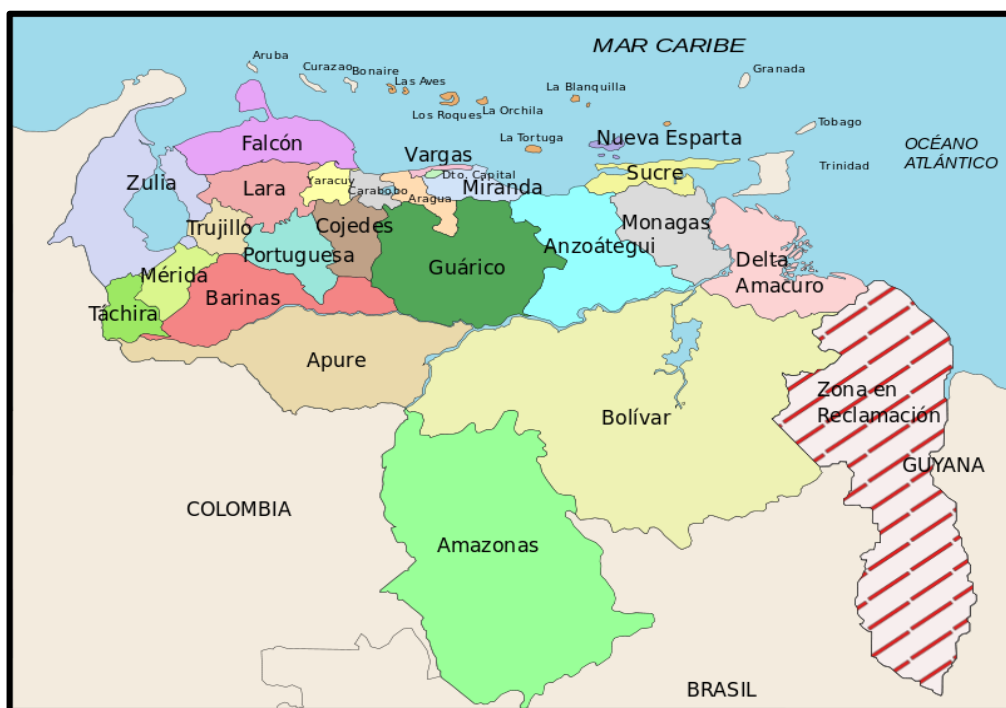 MAR CARIBE
Aruba
Curazao
Bonaire
Las Aves
Los Roques
La Orchila
La Blanquilla
Granada
La Tortuga
Tobago
Trinidad
OCÉANO
ATLÁNTICO
Nueva Esparta
Falcón
Vargas
Dto. Capital
Sucre
Zulia
Lara
Yaracuy
Carabobo
Aragua
Miranda
Trujillo
Cojedes
Monagas
Portuguesa
Guárico
Anzoátegui
Delta
Amacuro
Mérida
Barinas
Táchira
Apure
Bolívar
Zona en
Reclamación
GUYANA
COLOMBIA
Amazonas
BRASIL